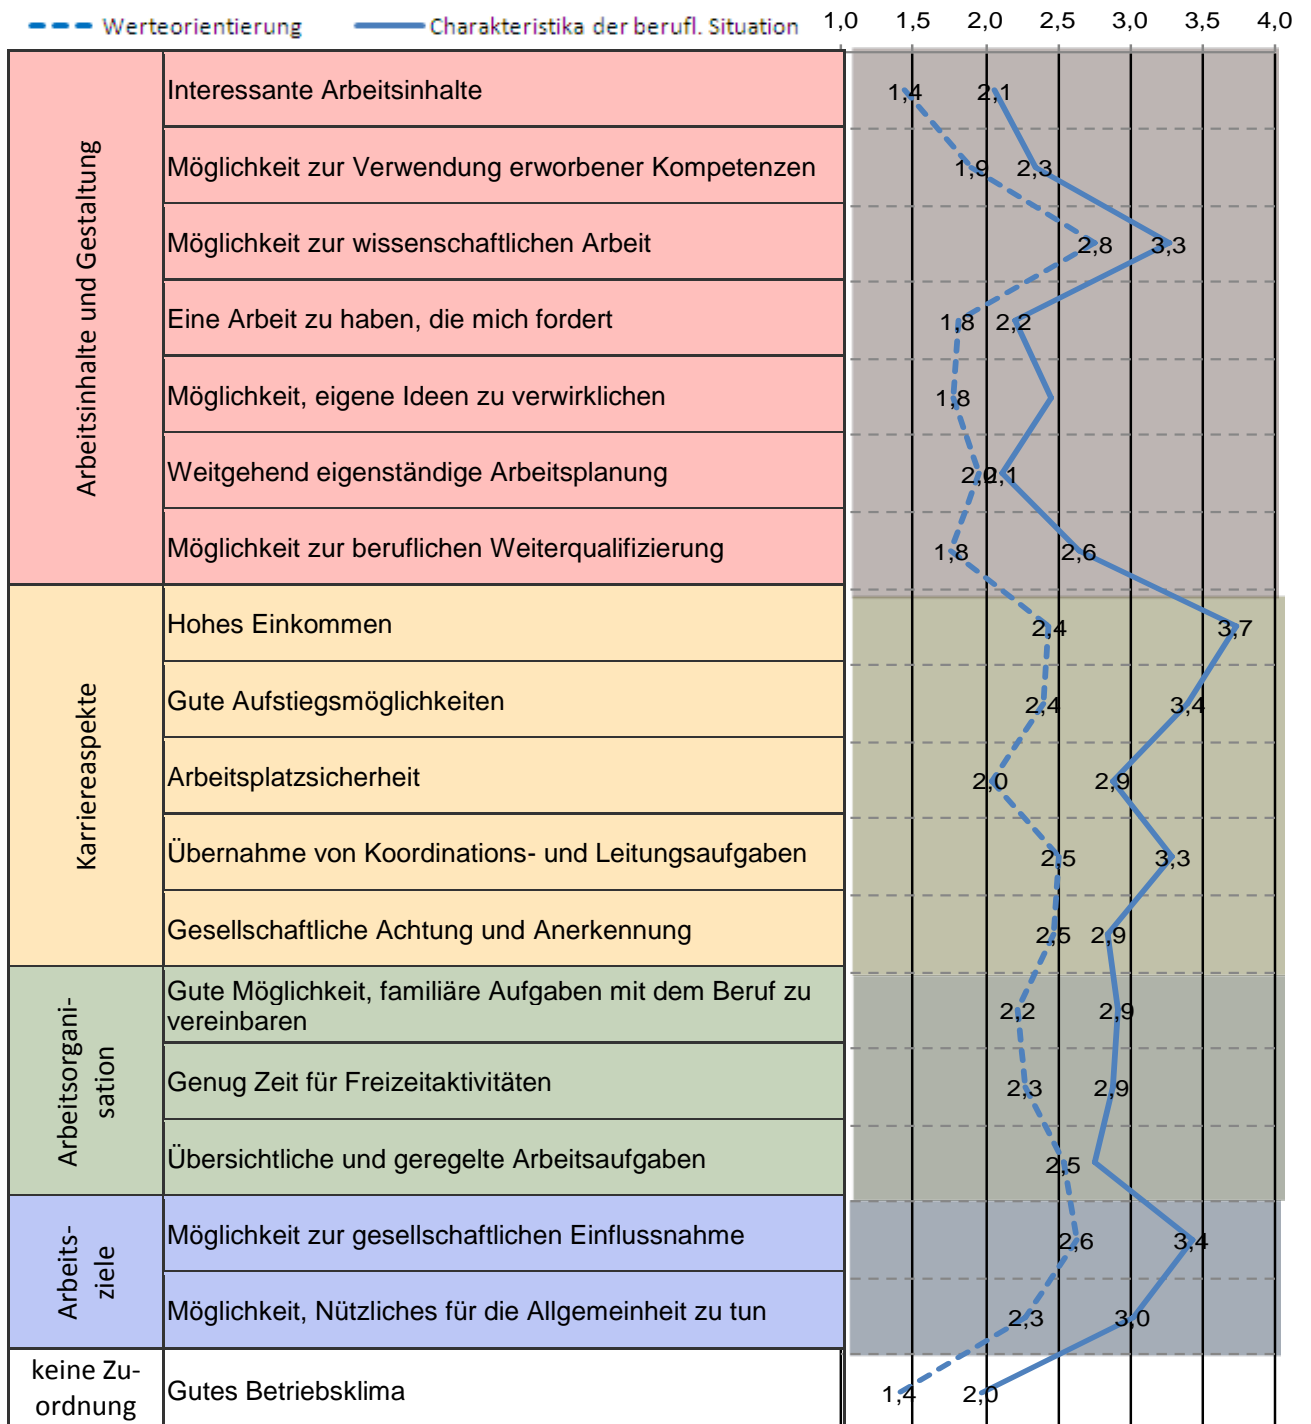 Werteorientierung Charakteristika der berufl. Situation 1,0 1,5 2,0 2,5 3,0 3,5 4,0
Arbeitsinhalte und Gestaltung
Interessante Arbeitsinhalte 1,4 2,1
Möglichkeit zur Verwendung erworbener Kompetenzen 1,9 2,3
Möglichkeit zur wissenschaftlichen Arbeit 2,8 3,3
Eine Arbeit zu haben, die mich fordert 1,8 2,2
Möglichkeit, eigene Ideen zu verwirklichen 1,8
Weitgehend eigenständige Arbeitsplanung 2,0 2,1
Möglichkeit zur beruflichen Weiterqualifizierung 1,8 2,6
Karriereaspekte
Hohes Einkommen 2,4 3,7
Gute Aufstiegsmöglichkeiten 2,4 3,4
Arbeitsplatzsicherheit 2,0 2,9
Übernahme von Koordinations- und Leitungsaufgaben 2,5 3,3
Gesellschaftliche Achtung und Anerkennung 2,5 2,9
Arbeitsorgani-
sation
Gute Möglichkeit, familiäre Aufgaben mit dem Beruf zu
vereinbaren 2,2 2,9
Genug Zeit für Freizeitaktivitäten 2,3 2,9
Übersichtliche und geregelte Arbeitsaufgaben 2,5
Arbeits-
ziele
Möglichkeit zur gesellschaftlichen Einflussnahme 2,6 3,4
Möglichkeit, Nützliches für die Allgemeinheit zu tun 2,3 3,0
keine Zu-
ordnung
Gutes Betriebsklima 1,4 2,0